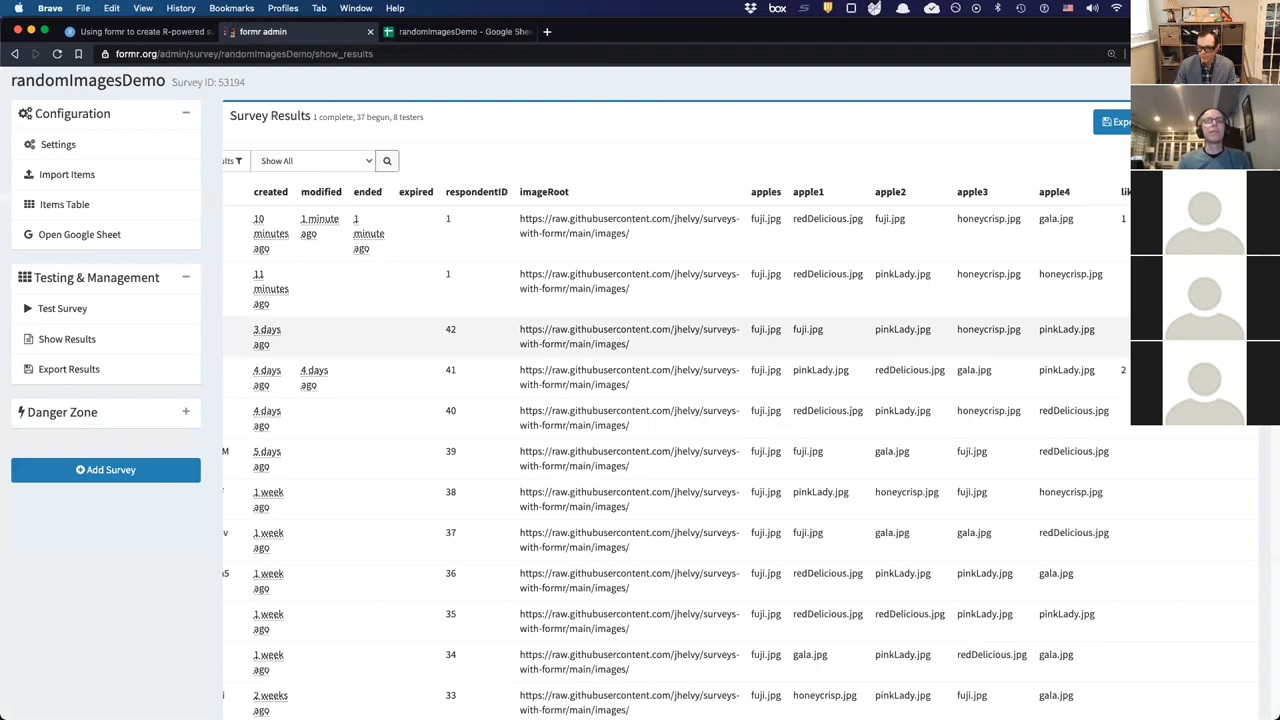 Brave File Edit View History Bookmarks Profiles Tab Window Help
box
Using formr to create R-powered su
formr admin
randomImagesDemo - Google She
formr.org/admin/survey/randomImagesDemo/show_results
randomImagesDemo Survey ID: 53194
Configuration
Settings
Import Items
Items Table
Open Google Sheet
Testing & Management
Test Survey
Show Results
Export Results
Danger Zone
Add Survey
Survey Results 1 complete, 37 begun, 8 testers
Expo
ults
Show All
created modified ended expired respondentID imageRoot apples apple1 apple2 apple3 apple4 lik
10 1 minute 1 1 https://raw.githubusercontent.com/jhelvy/surveys- fuji.jpg redDelicious.jpg fuji.jpg honeycrisp.jpg gala.jpg 1
minutes ago minute with-formr/main/images/
ago ago
11 1 https://raw.githubusercontent.com/jhelvy/surveys- fuji.jpg redDelicious.jpg pinkLady.jpg honeycrisp.jpg honeycrisp.jpg
minutes with-formr/main/images/
ago
3 days 42 https://raw.githubusercontent.com/jhelvy/surveys- fuji.jpg fuji.jpg pinkLady.jpg honeycrisp.jpg pinkLady.jpg
ago with-formr/main/images/
4 days 4 days 41 https://raw.githubusercontent.com/jhelvy/surveys- fuji.jpg pinkLady.jpg redDelicious.jpg gala.jpg pinkLady.jpg 2
ago ago with-formr/main/images/
4 days 40 https://raw.githubusercontent.com/jhelvy/surveys- fuji.jpg redDelicious.jpg pinkLady.jpg honeycrisp.jpg redDelicious.jpg
ago with-formr/main/images/
M 5 days 39 https://raw.githubusercontent.com/jhelvy/surveys- fuji.jpg fuji.jpg gala.jpg fuji.jpg redDelicious.jpg
ago with-formr/main/images/
1 week 38 https://raw.githubusercontent.com/jhelvy/surveys- fuji.jpg pinkLady.jpg honeycrisp.jpg fuji.jpg honeycrisp.jpg
ago with-formr/main/images/
v 1 week 37 https://raw.githubusercontent.com/jhelvy/surveys- fuji.jpg fuji.jpg gala.jpg gala.jpg redDelicious.jpg
ago with-formr/main/images/
1 week 36 https://raw.githubusercontent.com/jhelvy/surveys- fuji.jpg redDelicious.jpg pinkLady.jpg pinkLady.jpg gala.jpg
ago with-formr/main/images/
1 week 35 https://raw.githubusercontent.com/jhelvy/surveys- fuji.jpg redDelicious.jpg redDelicious.jpg pinkLady.jpg pinkLady.jpg
ago with-formr/main/images/
1 week 34 https://raw.githubusercontent.com/jhelvy/surveys- fuji.jpg gala.jpg pinkLady.jpg redDelicious.jpg gala.jpg
ago with-formr/main/images/
i 2 weeks 33 https://raw.githubusercontent.com/jhelvy/surveys- fuji.jpg honeycrisp.jpg pinkLady.jpg fuji.jpg gala.jpg
ago with-formr/main/images/